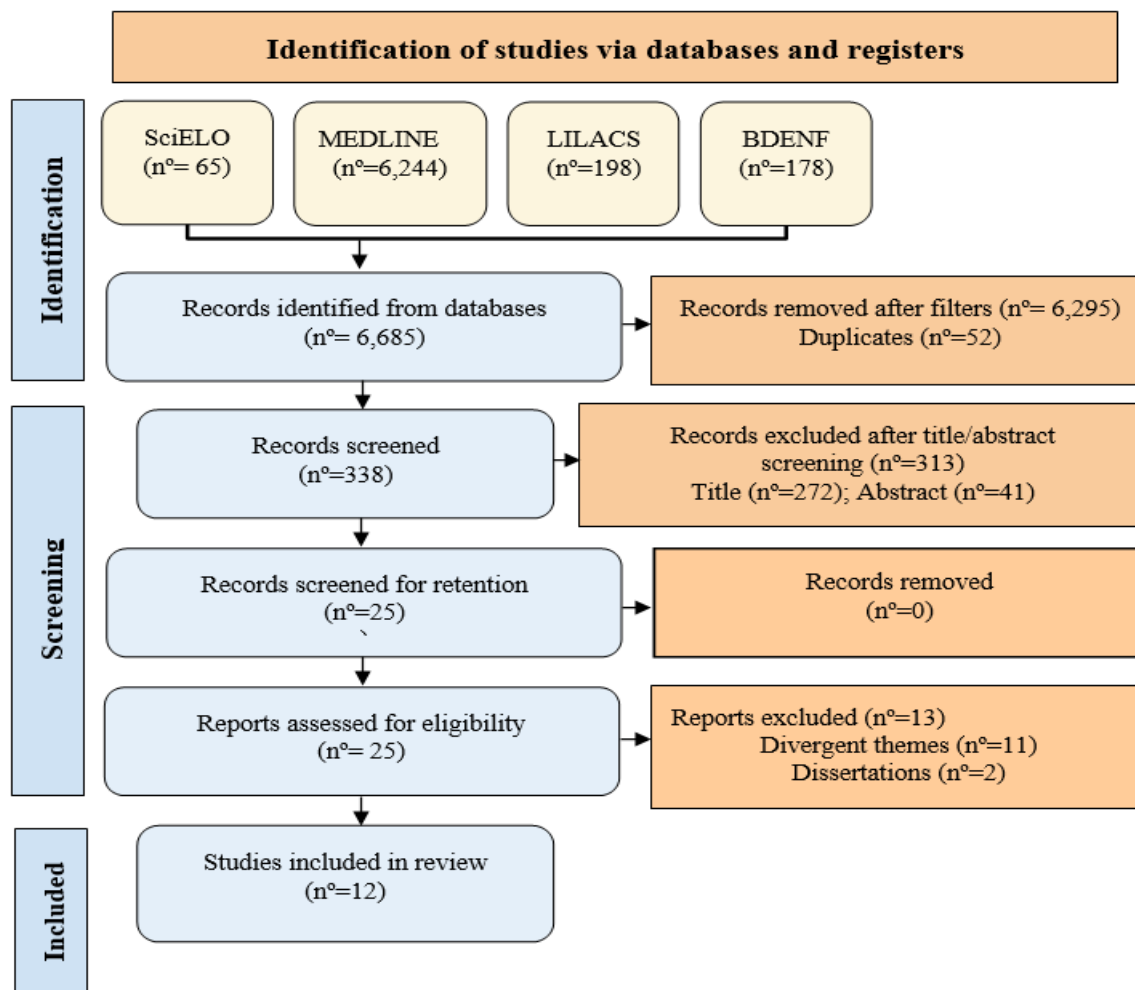 Identification of studies via databases and registers
Identification
SciELO
(nº= 65)
MEDLINE
(nº=6,244)
LILACS
(nº=198)
BDENF
(nº=178)
Records identified from databases
(nº= 6,685)
Records removed after filters (nº= 6,295)
Duplicates (nº=52)
Screening
Records screened
(nº=338)
Records excluded after title/abstract
screening (nº=313)
Title (nº=272); Abstract (nº=41)
Records screened for retention
(nº=25)
Records removed
(nº=0)
Reports assessed for eligibility
(nº= 25)
Reports excluded (nº=13)
Divergent themes (nº=11)
Dissertations (nº=2)
Included
Studies included in review
(nº=12)